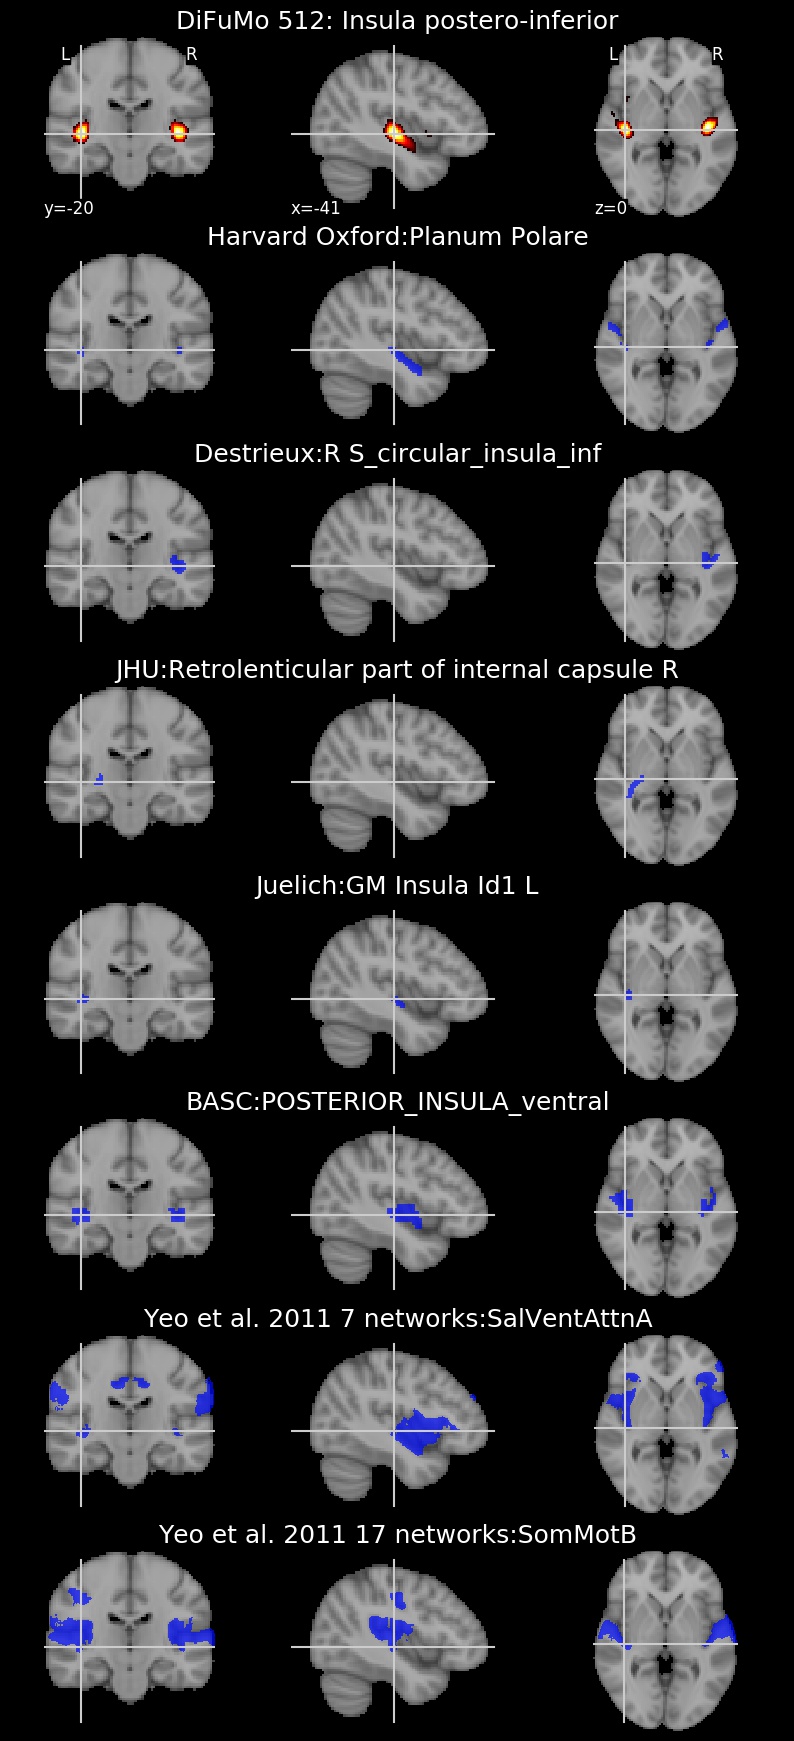 DiFuMo 512: Insula postero-inferior
L R L R
y=-20 x=-41 z=0
Harvard Oxford:Planum Polare
Destrieux:R S_circular_insula_inf
JHU:Retrolenticular part of internal capsule R
Juelich:GM Insula Id1 L
BASC:POSTERIOR_INSULA_ventral
Yeo et al. 2011 7 networks:SalVentAttnA
Yeo et al. 2011 17 networks:SomMotB